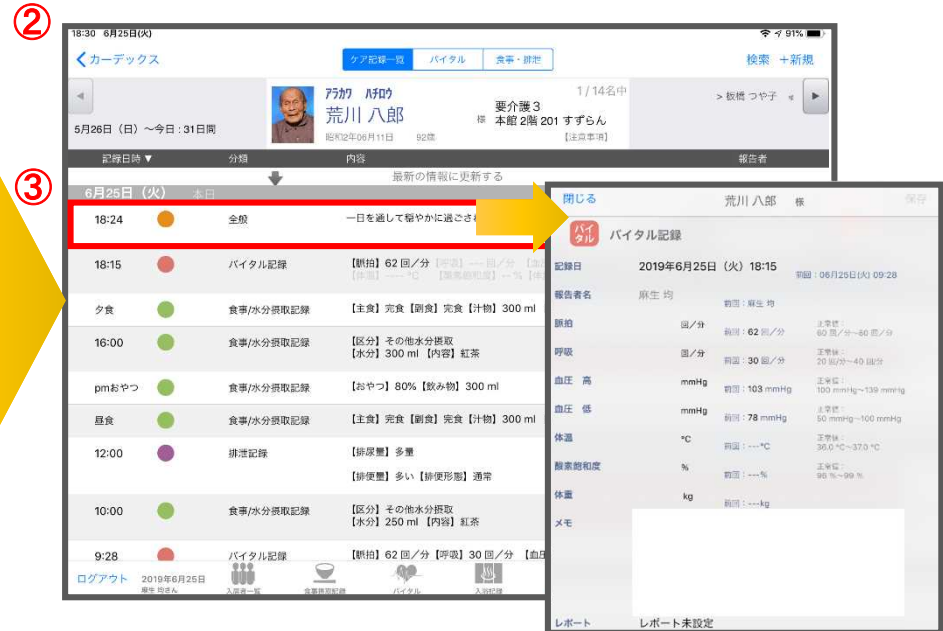 ②
18:30 6月25日(火)
91%
カーデックス
ケア記録一覧 バイタル 食事・排泄
検索 +新規
1 / 14名中
アラカワ ハチロウ
荒川 八郎 様
要介護3
本館 2階 201 すずらん
> 板橋 つや子
5月26日（日）～今日 : 31日間
昭和2年06月11日 92歳
【注意事項】
記録日時 ▼ 分類 内容 報告者
最新の情報に更新する
③
6月25日（火） 本日
18:24 全般 一日を通して穏やかに過ごされ
18:15 バイタル記録 【脈拍】62 回／分【呼吸】--- 回／分
【体温】---- ℃ 【酸素飽和度】-- %
夕食 食事/水分摂取記録 【主食】完食【副食】完食【汁物】300 ml
16:00 食事/水分摂取記録 【区分】その他水分摂取
【水分】300 ml 【内容】紅茶
pmおやつ 食事/水分摂取記録 【おやつ】80%【飲み物】300 ml
昼食 食事/水分摂取記録 【主食】完食【副食】完食【汁物】300 ml
12:00 排泄記録 【排尿量】多量
【排便量】多い【排便形態】通常
10:00 食事/水分摂取記録 【区分】その他水分摂取
【水分】250 ml 【内容】紅茶
9:28 バイタル記録 【脈拍】62 回／分【呼吸】30 回／分
ログアウト 2019年6月25日
麻生 均さん
入居者一覧 食事摂取記録 バイタル 入浴記録
閉じる 荒川 八郎 様 保存
バイタル バイタル記録
記録日 2019年6月25日（火）18:15 前回 : 06月25日(火) 09:28
報告者名 麻生 均 前回 : 麻生 均
脈拍 回／分 前回 : 62 回／分 正常値 :
60 回／分～80 回／分
呼吸 回／分 前回 : 30 回／分 正常値 :
20 回/分～40 回/分
血圧 高 mmHg 前回 : 103 mmHg 正常値 :
100 mmHg～139 mmHg
血圧 低 mmHg 前回 : 78 mmHg 正常値 :
50 mmHg～100 mmHg
体温 ℃ 前回 : ---℃ 正常値 :
36.0 ℃～37.0 ℃
酸素飽和度 % 前回 : ---% 正常値 :
96 %～99 %
体重 kg 前回 : ---kg
メモ
レポート レポート未設定